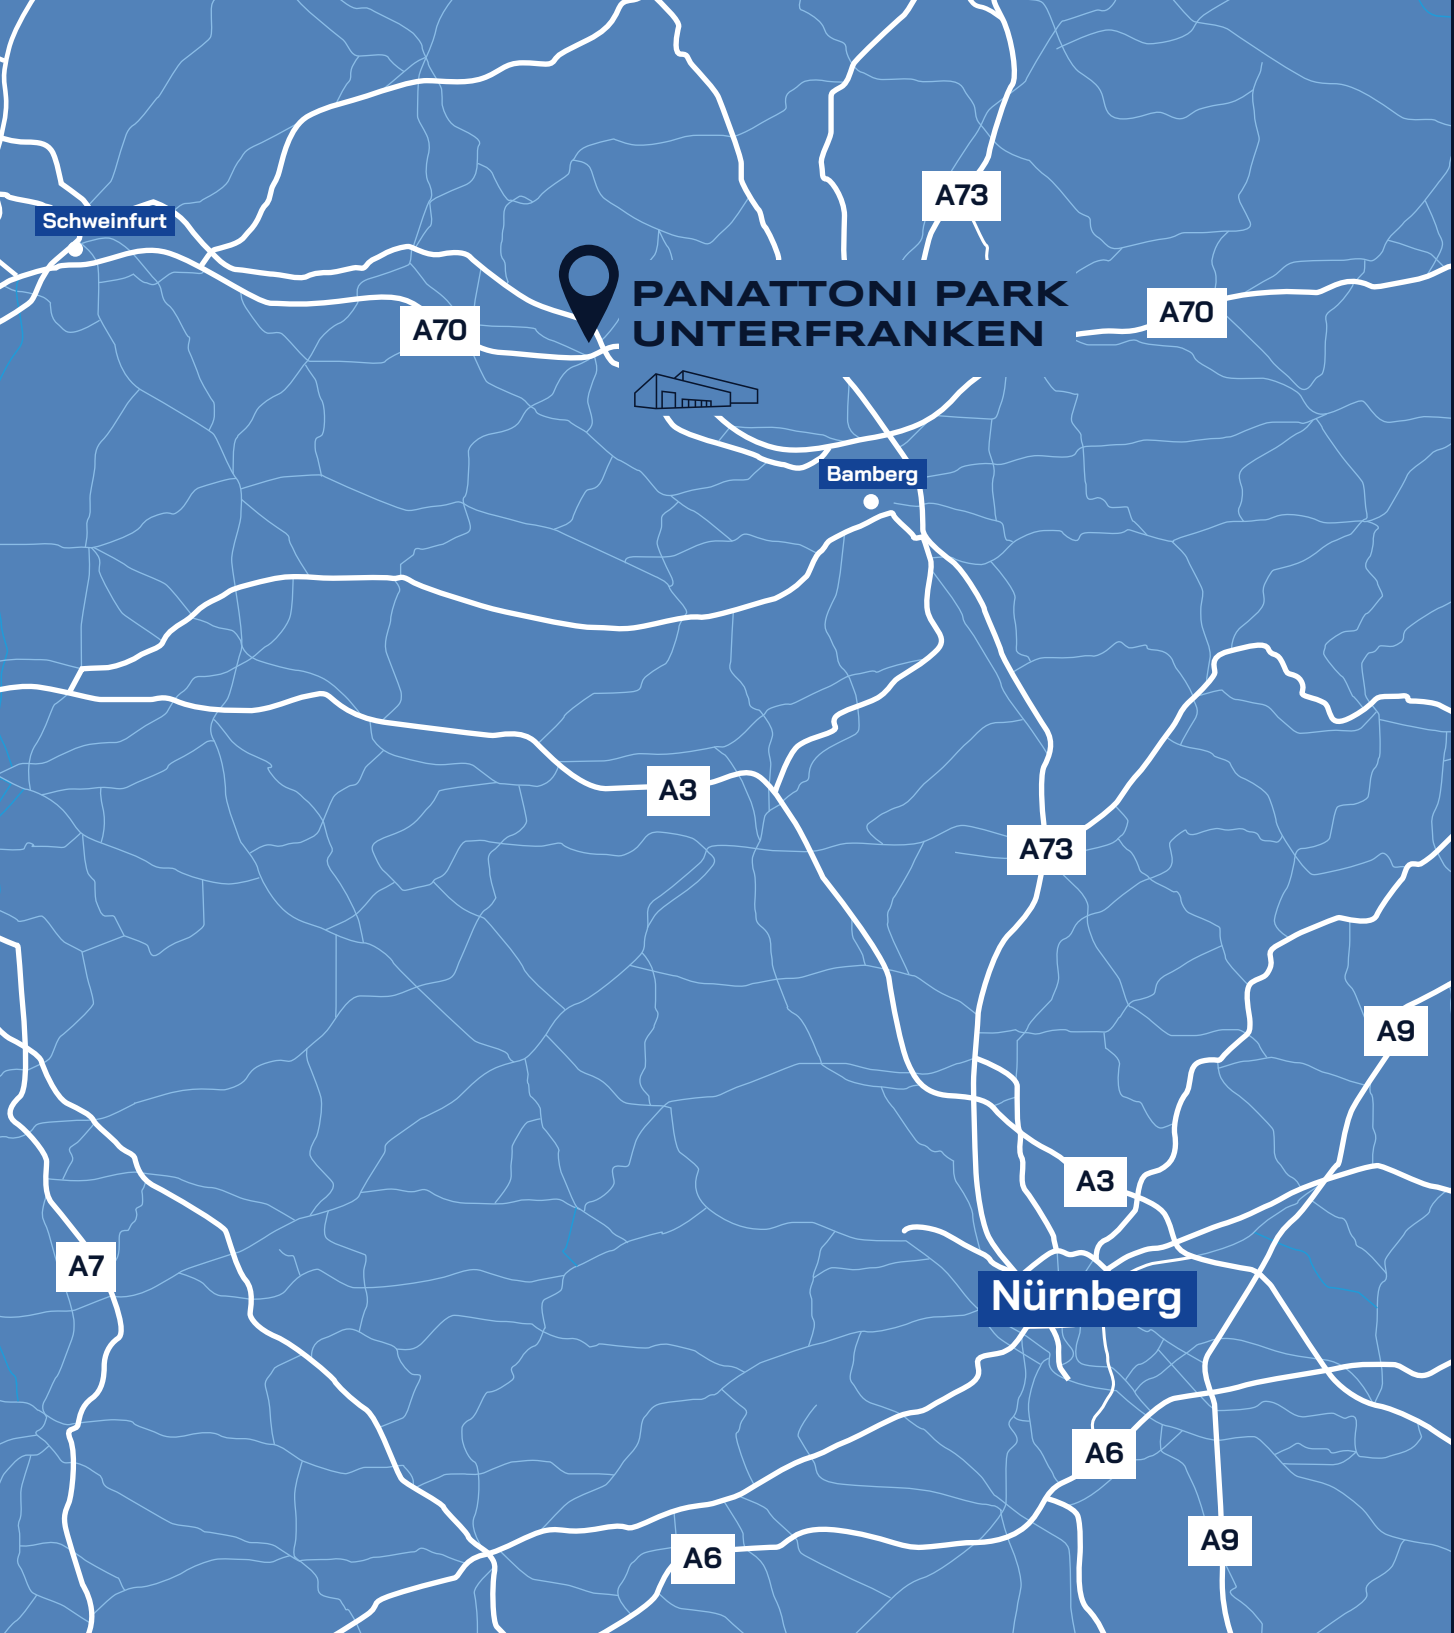 A73
Schweinfurt
PANATTONI PARK
UNTERFRANKEN
A70
A70
Bamberg
A3
A73
A9
A3
A7
Nürnberg
A6
A9
A6